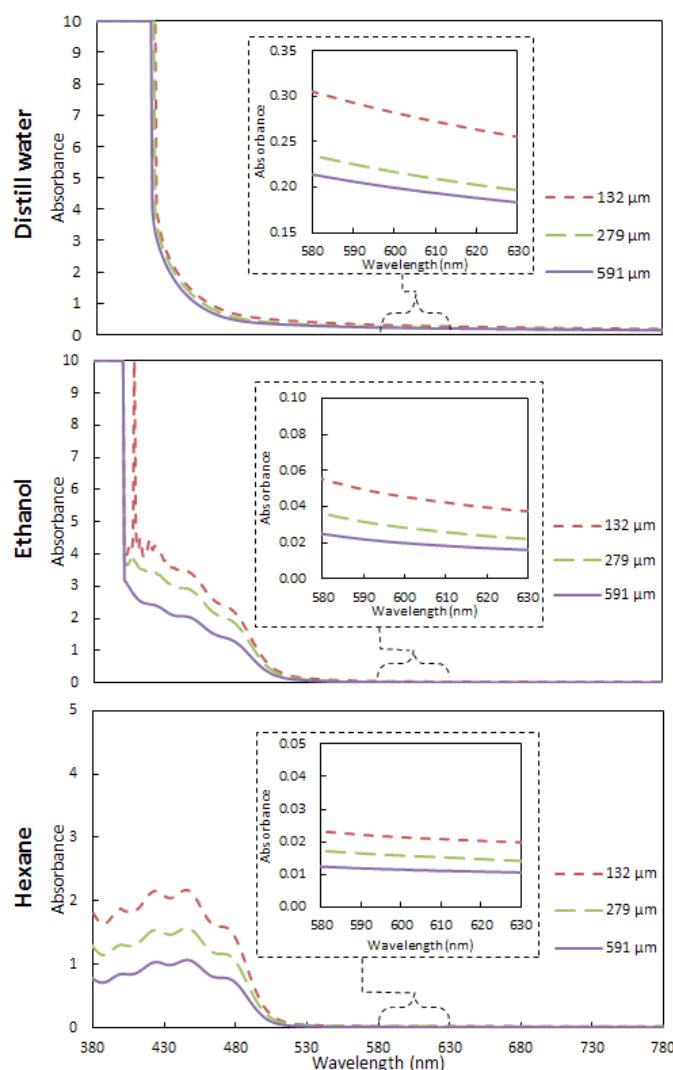 Distill water
Absorbance
10
9
8
7
6
5
4
3
2
1
0
Absorbance
0.35
0.30
0.25
0.20
0.15
580 590 600 610 620 630
Wavelength (nm)
132 µm
279 µm
591 µm
Ethanol
Absorbance
10
9
8
7
6
5
4
3
2
1
0
Absorbance
0.10
0.08
0.06
0.04
0.02
0.00
580 590 600 610 620 630
Wavelength (nm)
132 µm
279 µm
591 µm
Hexane
Absorbance
5
4
3
2
1
0
Absorbance
0.05
0.04
0.03
0.02
0.01
0.00
580 590 600 610 620 630
Wavelength (nm)
132 µm
279 µm
591 µm
380 430 480 530 580 630 680 730 780
Wavelength (nm)